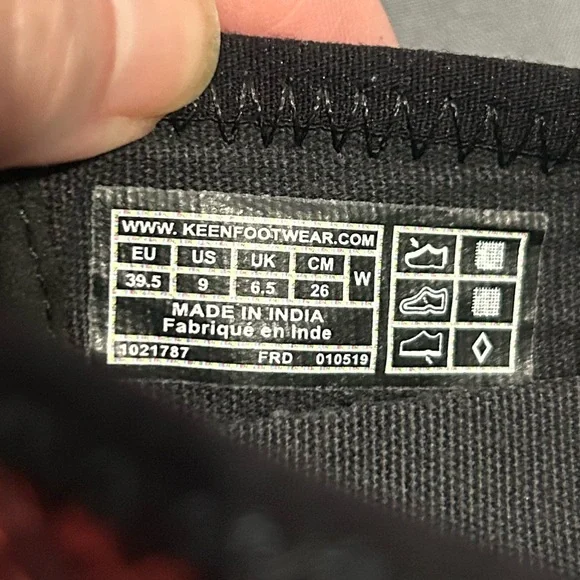 WWW. KEENFOOTWEAR.COM
EU US UK CM W
39.5 9 6.5 26
MADE IN INDIA
Fabriqué en Inde
1021787 FRD 010519